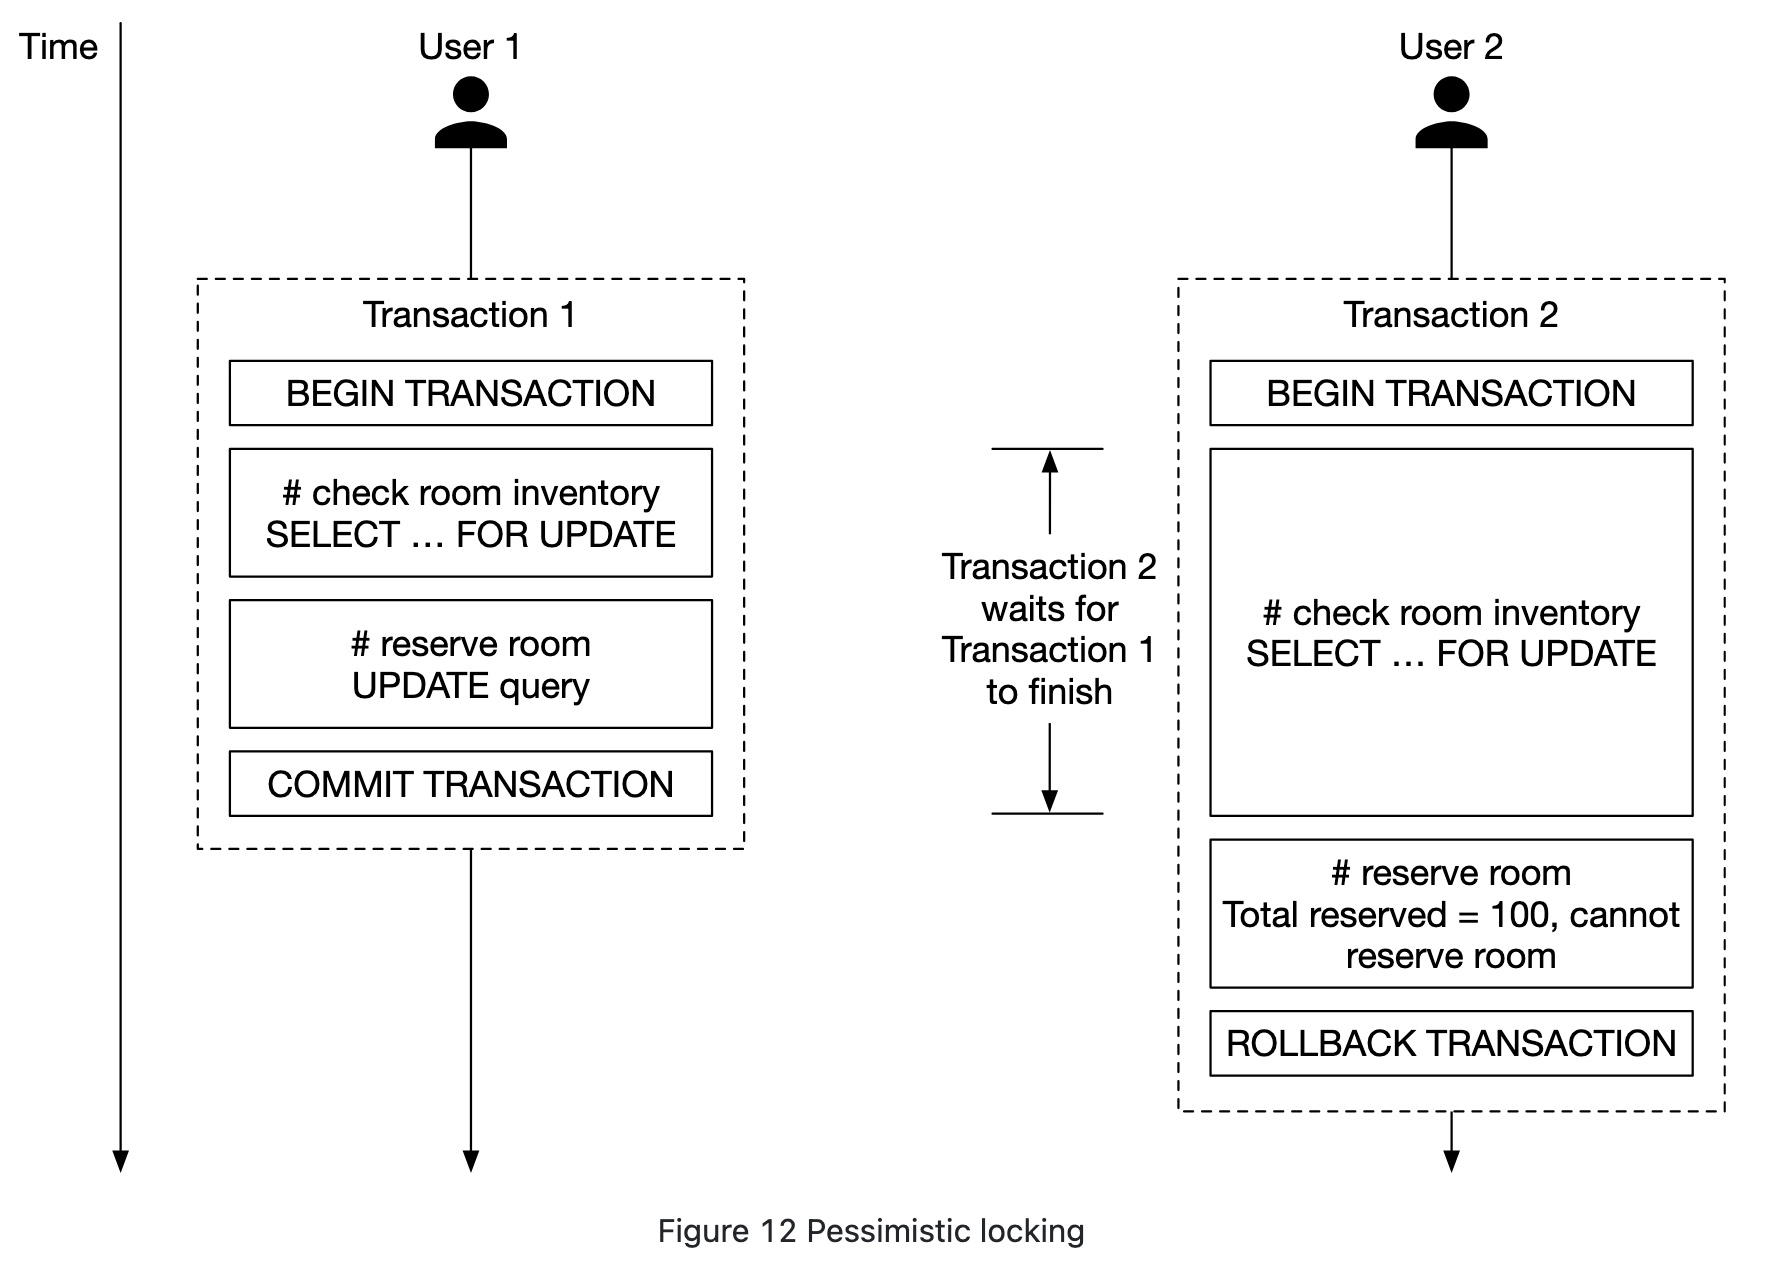 Time
User 1
User 2
Transaction 1
BEGIN TRANSACTION
# check room inventory
SELECT … FOR UPDATE
# reserve room
UPDATE query
COMMIT TRANSACTION
Transaction 2
waits for
Transaction 1
to finish
Transaction 2
BEGIN TRANSACTION
# check room inventory
SELECT … FOR UPDATE
# reserve room
Total reserved = 100, cannot
reserve room
ROLLBACK TRANSACTION
Figure 12 Pessimistic locking